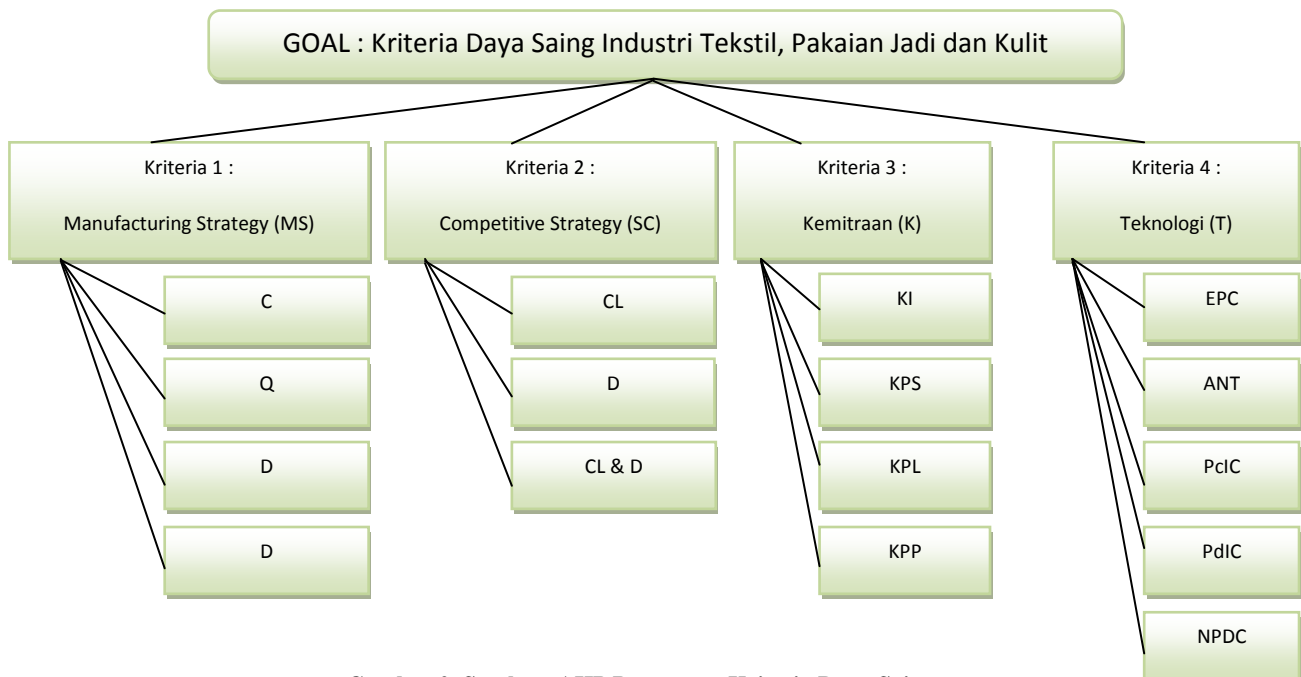 GOAL : Kriteria Daya Saing Industri Tekstil, Pakaian Jadi dan Kulit
Kriteria 1 :
Manufacturing Strategy (MS)
C
Q
D
D
Kriteria 2 :
Competitive Strategy (SC)
CL
D
CL & D
Kriteria 3 :
Kemitraan (K)
KI
KPS
KPL
KPP
Kriteria 4 :
Teknologi (T)
EPC
ANT
PcIC
PdIC
NPDC